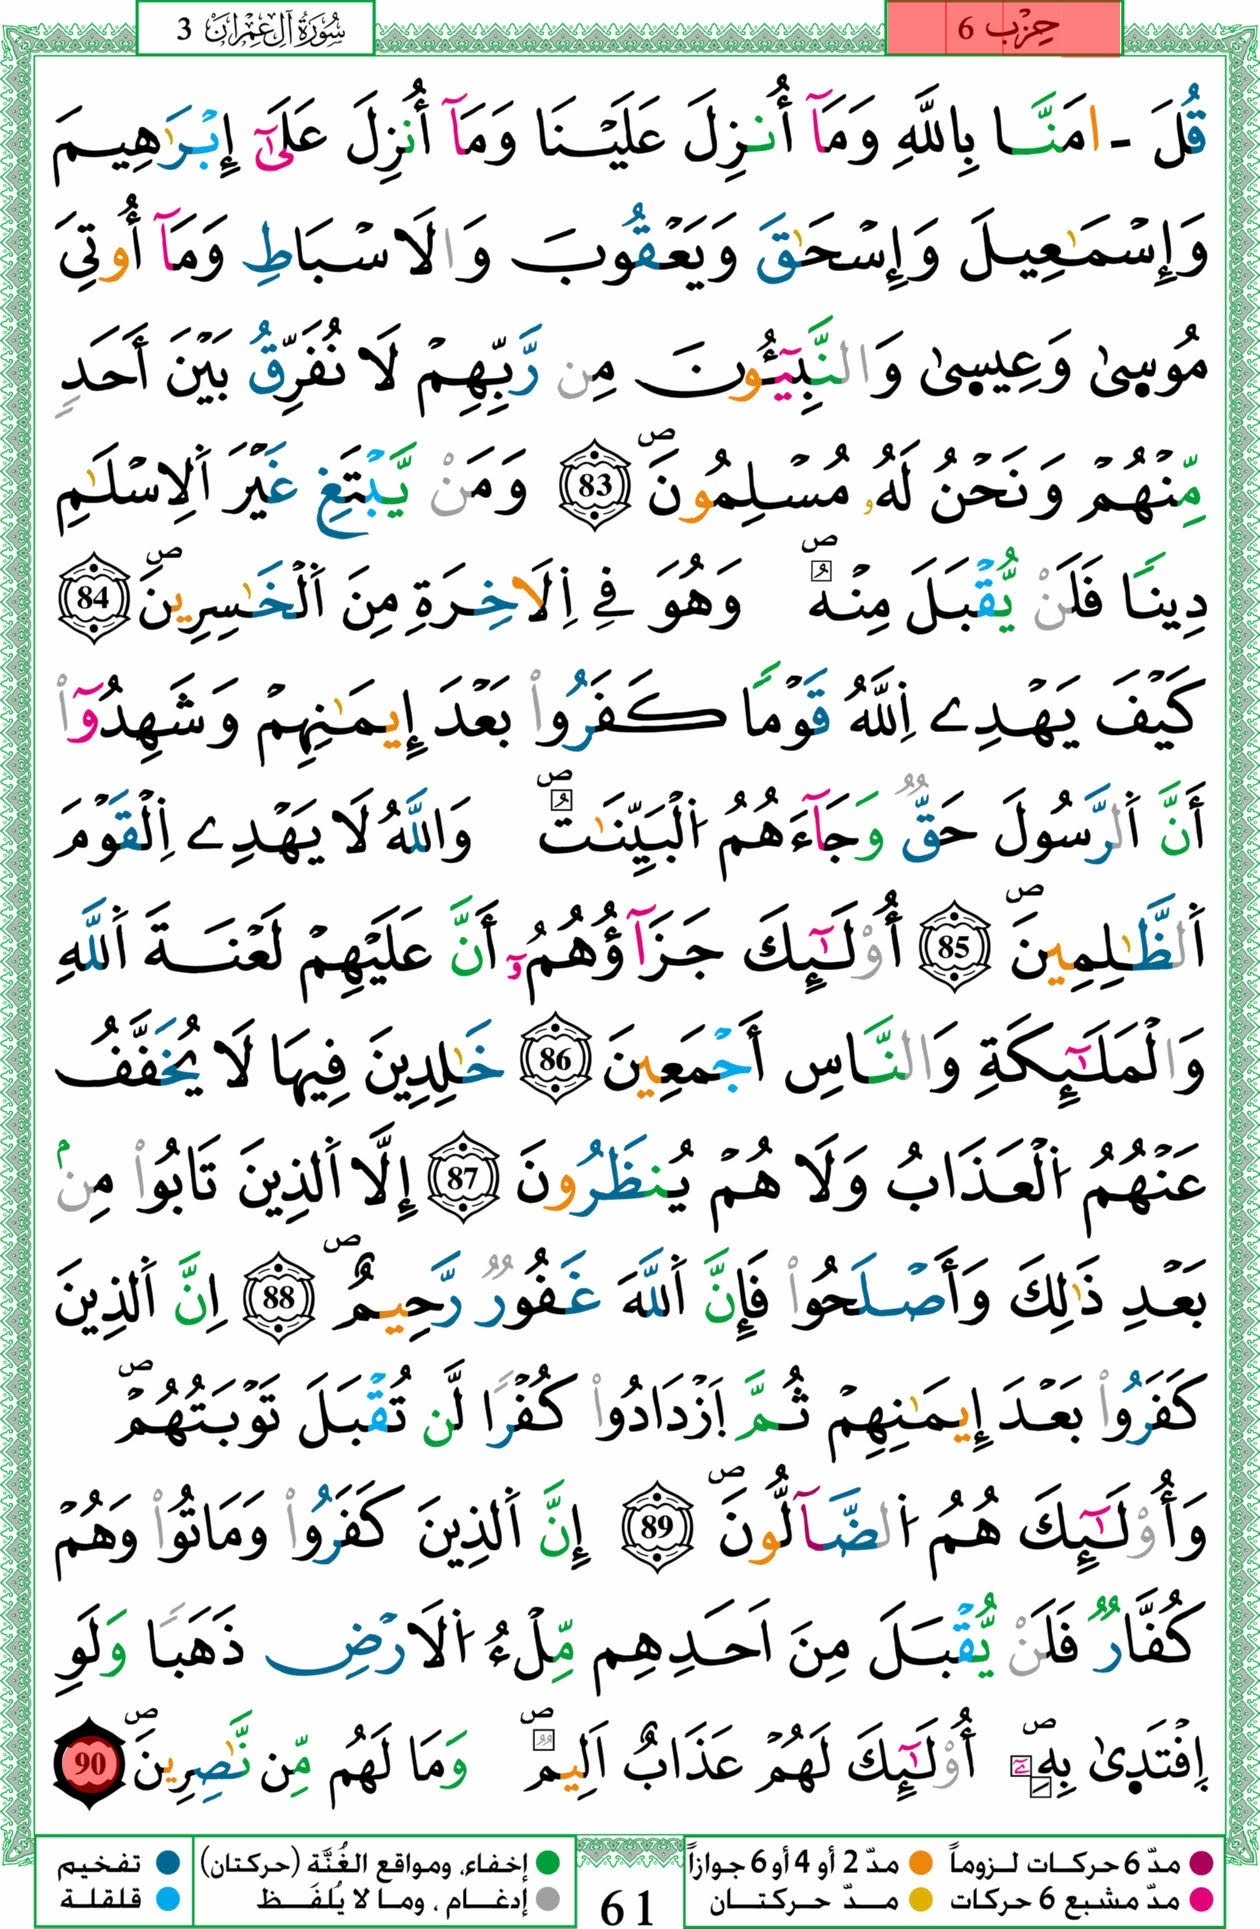 سُورَةُ آلِ عِمْرَانَ 3
حِزْب 6
قُلَ ـ امَنَّا بِاللَّهِ وَمَآ أُنزِلَ عَلَيْنَا وَمَآ أُنزِلَ عَلَىٰٓ إِبْرَٰهِيمَ
وَإِسْمَٰعِيلَ وَإِسْحَٰقَ وَيَعْقُوبَ وَالَاسْبَاطِ وَمَآ أُوتِيَ
مُوسِىٰ وَعِيسِىٰ وَالنَّبِيٓـُٔونَ مِن رَّبِّهِمْ لَا نُفَرِّقُ بَيْنَ أَحَدٍ
مِّنْهُمْ وَنَحْنُ لَهُۥ مُسْلِمُونَ ۖ 83 وَمَنْ يَّبْتَغِ غَيْرَ اَلِاسْلَٰمِ
دِينًا فَلَنْ يُّقْبَلَ مِنْهُ ۖ وَهُوَ فِے اِلَاخِرَةِ مِنَ اَلْخَٰسِرِينَ ۖ 84
كَيْفَ يَهْدِے اِللَّهُ قَوْمًا كَفَرُوا۟ بَعْدَ إِيمَٰنِهِمْ وَشَهِدُوٓا۟
أَنَّ اَلرَّسُولَ حَقٌّ وَجَآءَهُمُ اُلْبَيِّنَٰتُ ۖ وَاللَّهُ لَا يَهْدِے اِلْقَوْمَ
اَلظَّٰلِمِينَ ۖ 85 أُوْلَٰٓئِكَ جَزَآؤُهُمُۥٓ أَنَّ عَلَيْهِمْ لَعْنَةَ اَللَّهِ
وَالْمَلَٰٓئِكَةِ وَالنَّاسِ أَجْمَعِينَ 86 خَٰلِدِينَ فِيهَا لَا يُخَفَّفُ
عَنْهُمُ اُلْعَذَابُ وَلَا هُمْ يُنظَرُونَ 87 إِلَّا اَلذِينَ تَابُوا۟ مِنۢ
بَعْدِ ذَٰلِكَ وَأَصْلَحُوا۟ فَإِنَّ اَللَّهَ غَفُورٌ رَّحِيمٌ ۖ 88 اِنَّ اَلذِينَ
كَفَرُوا۟ بَعْدَ إِيمَٰنِهِمْ ثُمَّ اَزْدَادُوا۟ كُفْرًا لَّن تُقْبَلَ تَوْبَتُهُمْ ۖ
وَأُوْلَٰٓئِكَ هُمُ اُلضَّآلُّونَ ۖ 89 إِنَّ اَلذِينَ كَفَرُوا۟ وَمَاتُوا۟ وَهُمْ
كُفَّارٌ فَلَنْ يُّقْبَلَ مِنَ اَحَدِهِم مِّلْءُ اُلَارْضِ ذَهَبًا وَلَوِ
اِفْتَدِىٰ بِهِۦٓ ۖ أُوْلَٰٓئِكَ لَهُمْ عَذَابٌ اَلِيمٌ ۖ وَمَا لَهُم مِّن نَّٰصِرِينَ ۖ 90
مدّ 6 حركات لـزوماً مدّ 2 أو 4 أو 6 جوازاً إخفاء، ومواقع الغُنَّة (حركتان) تفخيم
مدّ مشبع 6 حركات مـدّ حركتـان إدغام ، وما لا يُلفَـظ قلقلة
61